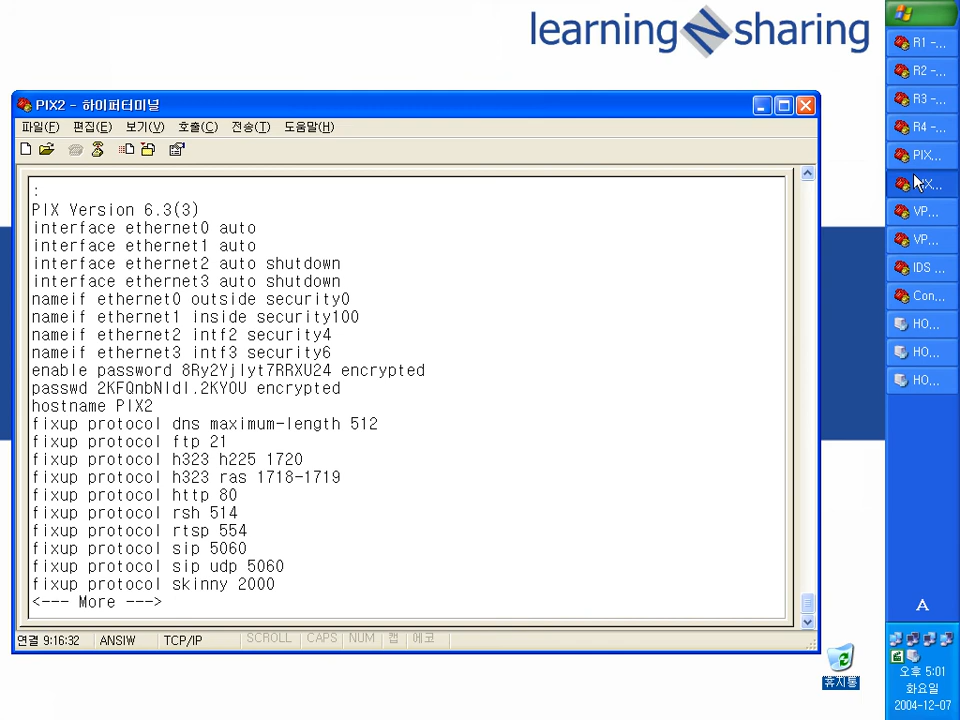 learning sharing
PIX2 - 하이퍼터미널
파일(F) 편집(E) 보기(V) 호출(C) 전송(T) 도움말(H)
:
PIX Version 6.3(3)
interface ethernet0 auto
interface ethernet1 auto
interface ethernet2 auto shutdown
interface ethernet3 auto shutdown
nameif ethernet0 outside security0
nameif ethernet1 inside security100
nameif ethernet2 intf2 security4
nameif ethernet3 intf3 security6
enable password 8Ry2YjIyt7RRXU24 encrypted
passwd 2KFQnbNIdI.2KYOU encrypted
hostname PIX2
fixup protocol dns maximum-length 512
fixup protocol ftp 21
fixup protocol h323 h225 1720
fixup protocol h323 ras 1718-1719
fixup protocol http 80
fixup protocol rsh 514
fixup protocol rtsp 554
fixup protocol sip 5060
fixup protocol sip udp 5060
fixup protocol skinny 2000
<--- More --->
연결 9:16:32 ANSIW TCP/IP SCROLL CAPS NUM 캡 에코
휴지통
R1 -...
R2 -...
R3 -...
R4 -...
PIX...
VP...
VP...
IDS ...
Con...
HO...
HO...
HO...
A
오후 5:01
화요일
2004-12-07